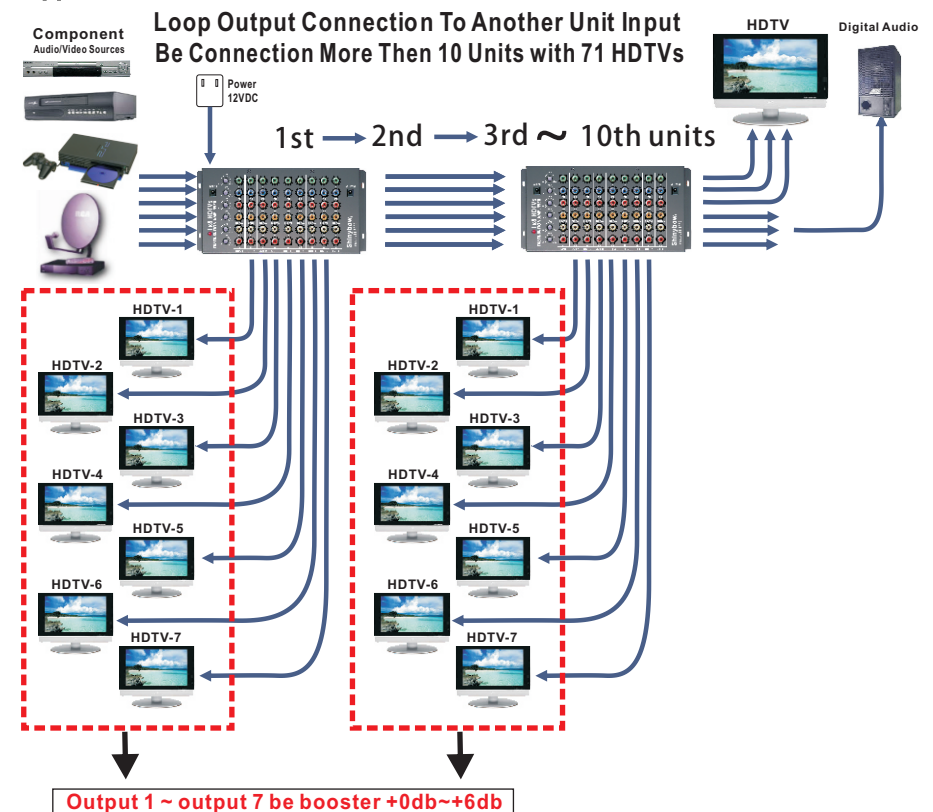 Loop Output Connection To Another Unit Input
Be Connection More Then 10 Units with 71 HDTVs
Component
Audio/Video Sources
HDTV
Digital Audio
Power
12VDC
1st → 2nd → 3rd ~ 10th units
Shinybow
Shinybow
HDTV-1
HDTV-2
HDTV-3
HDTV-4
HDTV-5
HDTV-6
HDTV-7
HDTV-1
HDTV-2
HDTV-3
HDTV-4
HDTV-5
HDTV-6
HDTV-7
Output 1 ~ output 7 be booster +0db~+6db